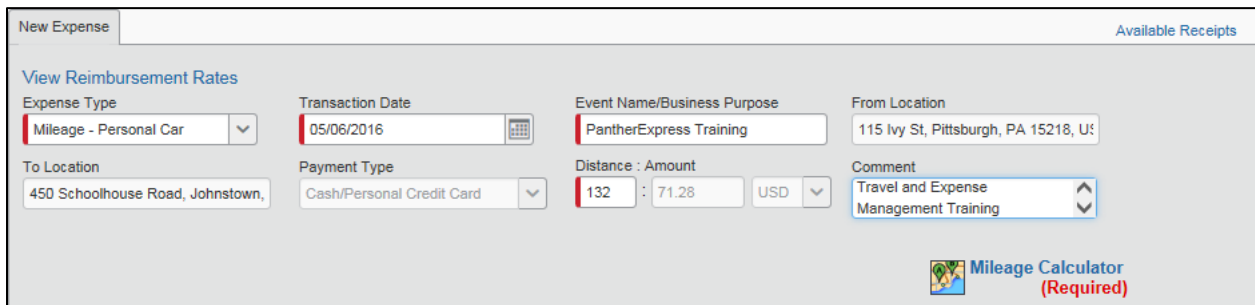 New Expense
Available Receipts
View Reimbursement Rates
Expense Type
Transaction Date
Event Name/Business Purpose
From Location
Mileage - Personal Car
05/06/2016
PantherExpress Training
115 Ivy St, Pittsburgh, PA 15218, US
To Location
Payment Type
Distance : Amount
Comment
450 Schoolhouse Road, Johnstown,
Cash/Personal Credit Card
132 : 71.28 USD
Travel and Expense
Management Training
Mileage Calculator
(Required)